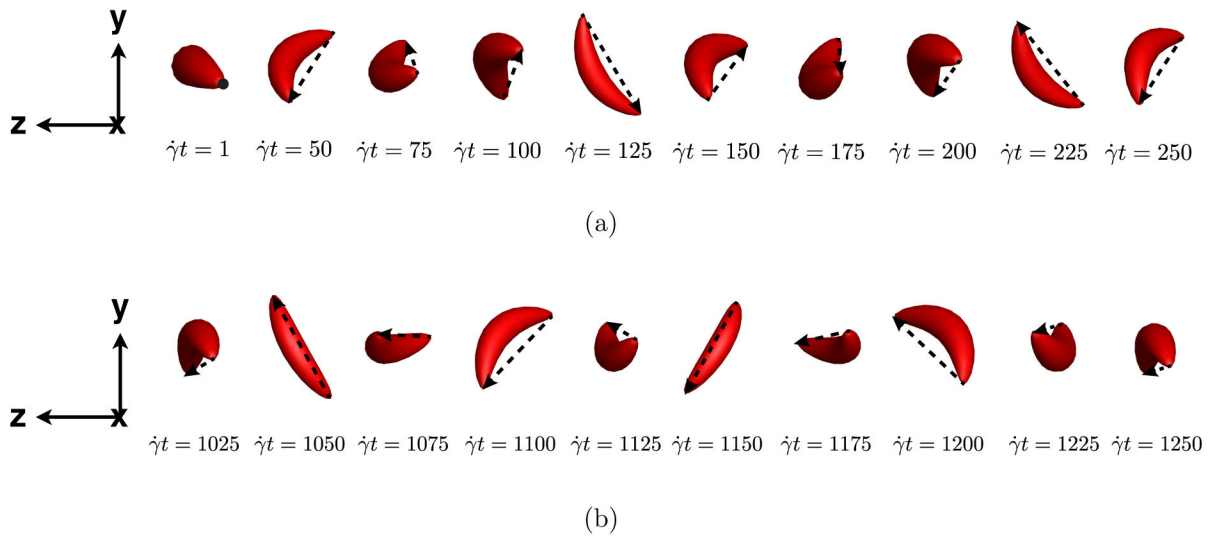 y
z x
γ̇t = 1 γ̇t = 50 γ̇t = 75 γ̇t = 100 γ̇t = 125 γ̇t = 150 γ̇t = 175 γ̇t = 200 γ̇t = 225 γ̇t = 250
(a)
y
z x
γ̇t = 1025 γ̇t = 1050 γ̇t = 1075 γ̇t = 1100 γ̇t = 1125 γ̇t = 1150 γ̇t = 1175 γ̇t = 1200 γ̇t = 1225 γ̇t = 1250
(b)